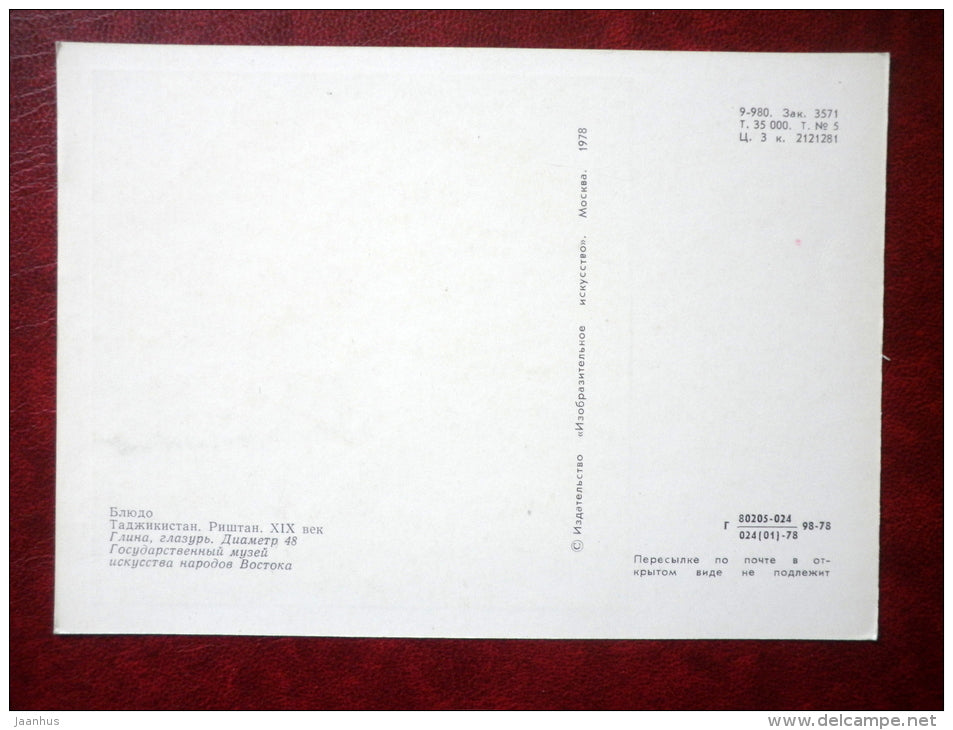 9-980. Зак. 3571
Т. 35 000. Т. № 5
Ц. 3 к. 2121281
© Издательство «Изобразительное искусство». Москва. 1978
Блюдо
Таджикистан. Риштан. XIX век
Глина, глазурь. Диаметр 48
Государственный музей
искусства народов Востока
Г 80205-024 98-78
024(01)-78
Пересылке по почте в от-
крытом виде не подлежит
jaanhus
www.delcampe.net